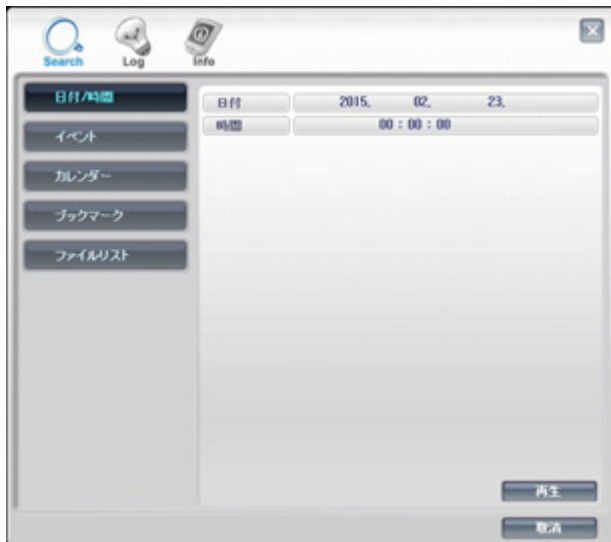 Search Log Info
日付/時間
イベント
カレンダー
ブックマーク
ファイルリスト
日付 2015. 02. 23.
時間 00 : 00 : 00
再生
取消